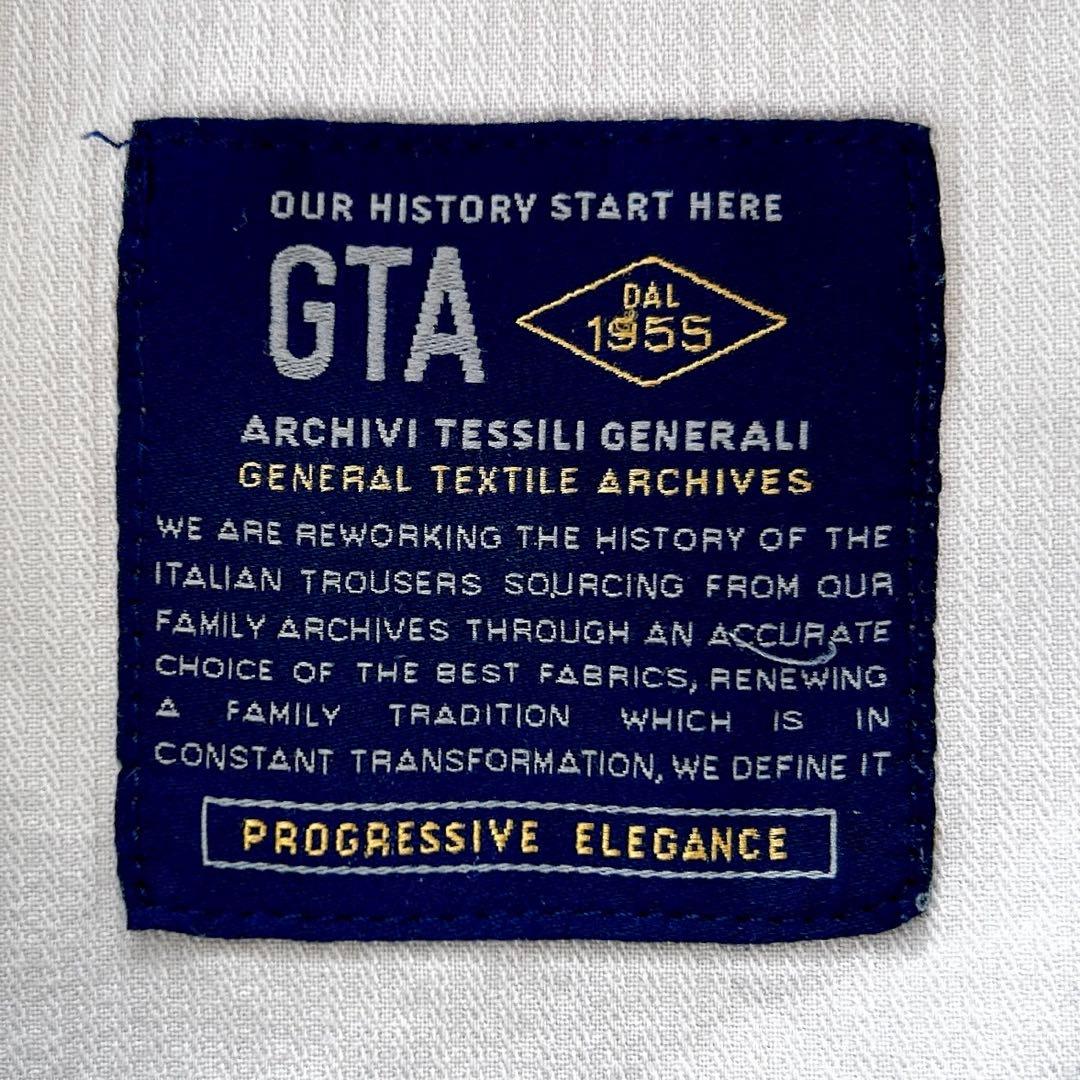 OUR HISTORY START HERE
GTA
DAL
1955
ARCHIVI TESSILI GENERALI
GENERAL TEXTILE ARCHIVES
WE ARE REWORKING THE HISTORY OF THE
ITALIAN TROUSERS SOURCING FROM OUR
FAMILY ARCHIVES THROUGH AN ACCURATE
CHOICE OF THE BEST FABRICS, RENEWING
A FAMILY TRADITION WHICH IS IN
CONSTANT TRANSFORMATION, WE DEFINE IT
PROGRESSIVE ELEGANCE